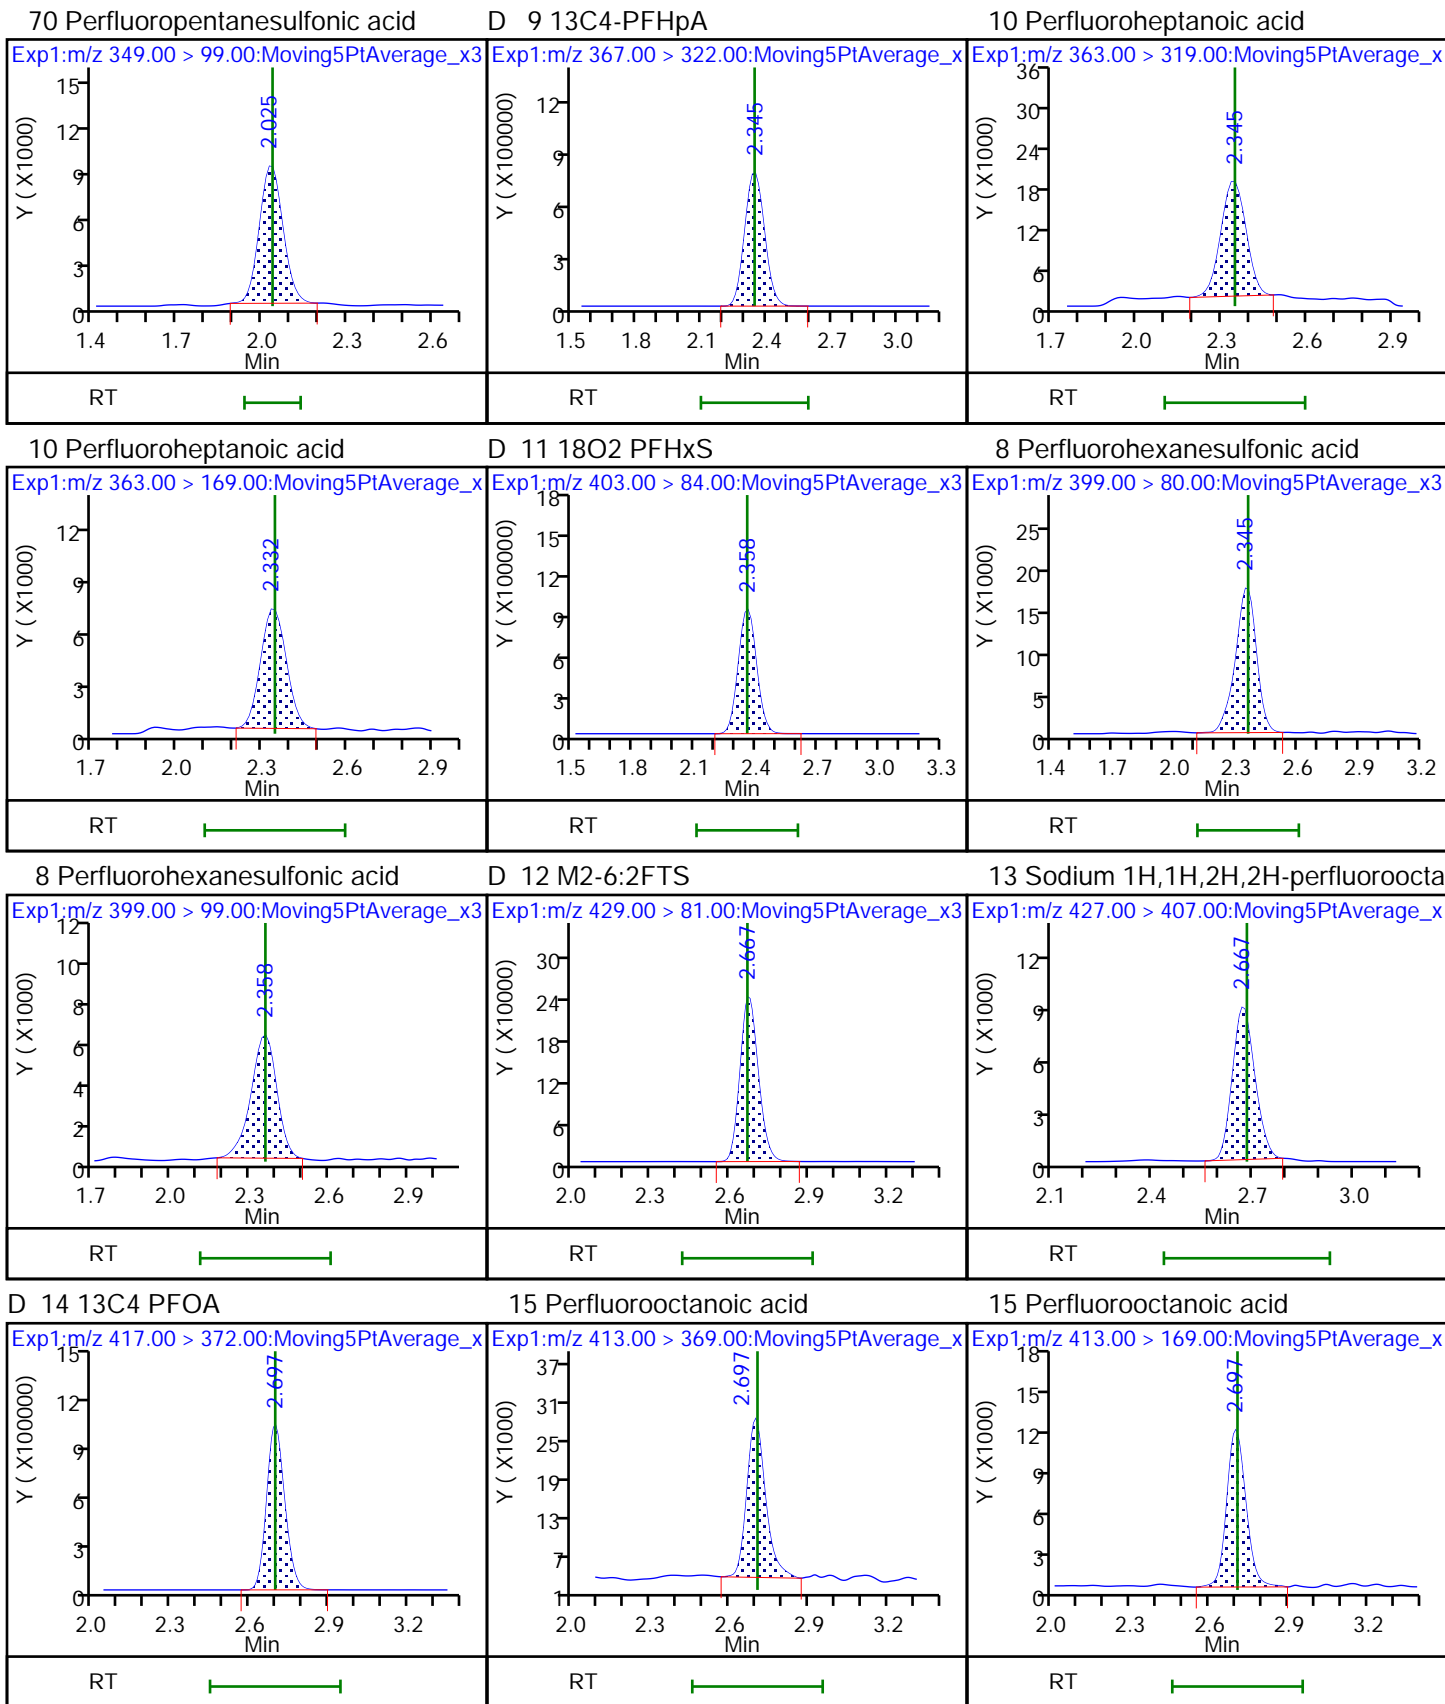 70 Perfluoropentanesulfonic acid
D 9 13C4-PFHpA
10 Perfluoroheptanoic acid
Exp1:m/z 349.00 > 99.00:Moving5PtAverage_x3
Exp1:m/z 367.00 > 322.00:Moving5PtAverage_x
Exp1:m/z 363.00 > 319.00:Moving5PtAverage_x
Y ( X1000)
15
12
9
6
3
0
2.025
1.4 1.7 2.0 2.3 2.6
Min
RT
Y ( X100000)
12
9
6
3
0
2.345
1.5 1.8 2.1 2.4 2.7 3.0
Min
RT
Y ( X1000)
36
30
24
18
12
6
0
2.345
1.7 2.0 2.3 2.6 2.9
Min
RT
10 Perfluoroheptanoic acid
D 11 18O2 PFHxS
8 Perfluorohexanesulfonic acid
Exp1:m/z 363.00 > 169.00:Moving5PtAverage_x
Exp1:m/z 403.00 > 84.00:Moving5PtAverage_x3
Exp1:m/z 399.00 > 80.00:Moving5PtAverage_x3
Y ( X1000)
12
9
6
3
0
2.332
1.7 2.0 2.3 2.6 2.9
Min
RT
Y ( X100000)
18
15
12
9
6
3
0
2.358
1.5 1.8 2.1 2.4 2.7 3.0 3.3
Min
RT
Y ( X1000)
25
20
15
10
5
0
2.345
1.4 1.7 2.0 2.3 2.6 2.9 3.2
Min
RT
8 Perfluorohexanesulfonic acid
D 12 M2-6:2FTS
13 Sodium 1H,1H,2H,2H-perfluoroocta
Exp1:m/z 399.00 > 99.00:Moving5PtAverage_x3
Exp1:m/z 429.00 > 81.00:Moving5PtAverage_x3
Exp1:m/z 427.00 > 407.00:Moving5PtAverage_x
Y ( X1000)
12
10
8
6
4
2
0
2.358
1.7 2.0 2.3 2.6 2.9
Min
RT
Y ( X10000)
30
24
18
12
6
0
2.667
2.0 2.3 2.6 2.9 3.2
Min
RT
Y ( X1000)
12
9
6
3
0
2.667
2.1 2.4 2.7 3.0
Min
RT
D 14 13C4 PFOA
15 Perfluorooctanoic acid
15 Perfluorooctanoic acid
Exp1:m/z 417.00 > 372.00:Moving5PtAverage_x
Exp1:m/z 413.00 > 369.00:Moving5PtAverage_x
Exp1:m/z 413.00 > 169.00:Moving5PtAverage_x
Y ( X100000)
15
12
9
6
3
0
2.697
2.0 2.3 2.6 2.9 3.2
Min
RT
Y ( X1000)
37
31
25
19
13
7
1
2.697
2.0 2.3 2.6 2.9 3.2
Min
RT
Y ( X1000)
18
15
12
9
6
3
0
2.697
2.0 2.3 2.6 2.9 3.2
Min
RT